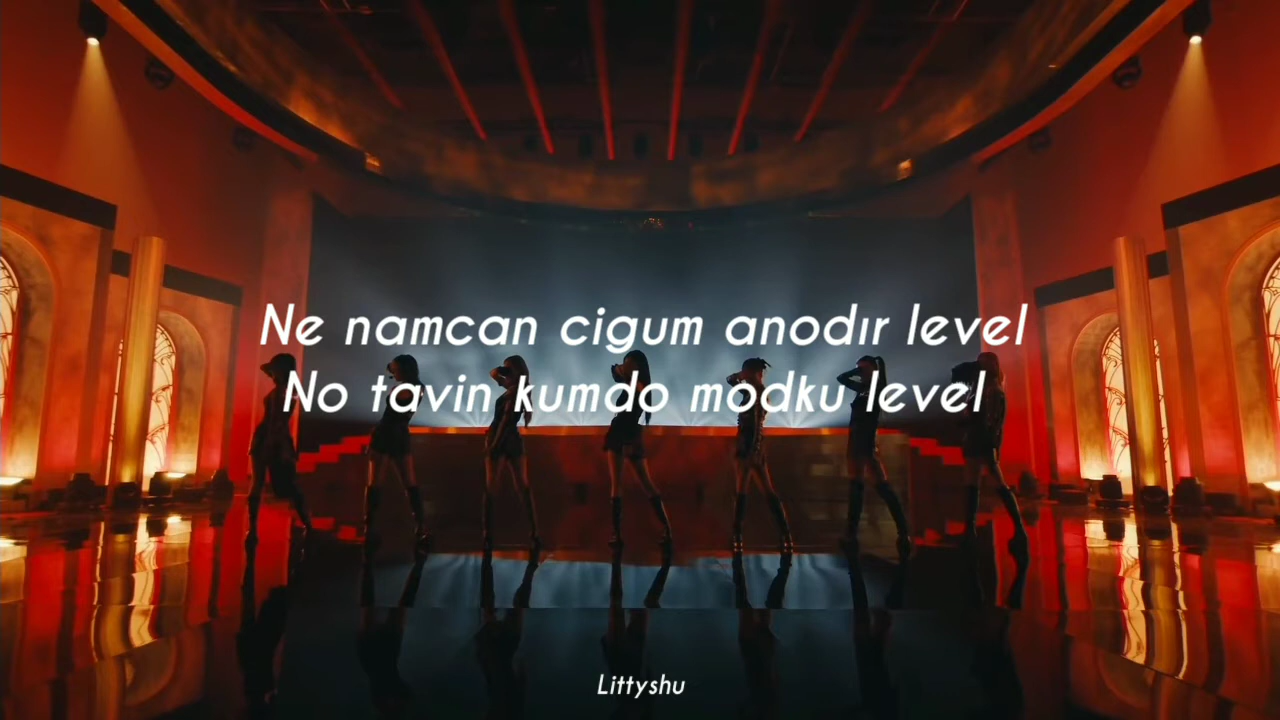 Ne namcan cigum anodır level
No tavin kumdo modku level
Littyshu